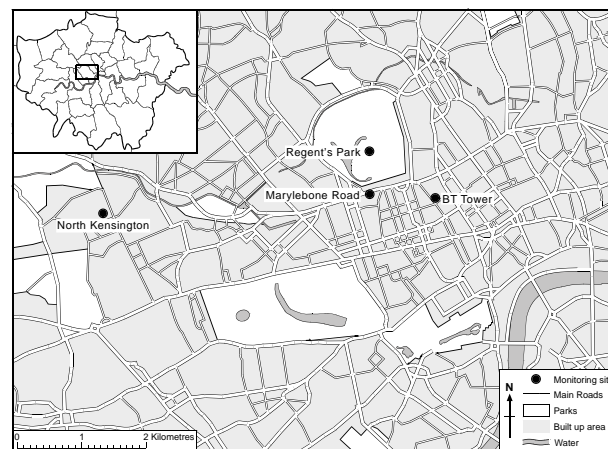 Regent's Park
Marylebone Road
BT Tower
North Kensington
N
Monitoring sit
Main Roads
Parks
Built up area
Water
0 1 2 Kilometres